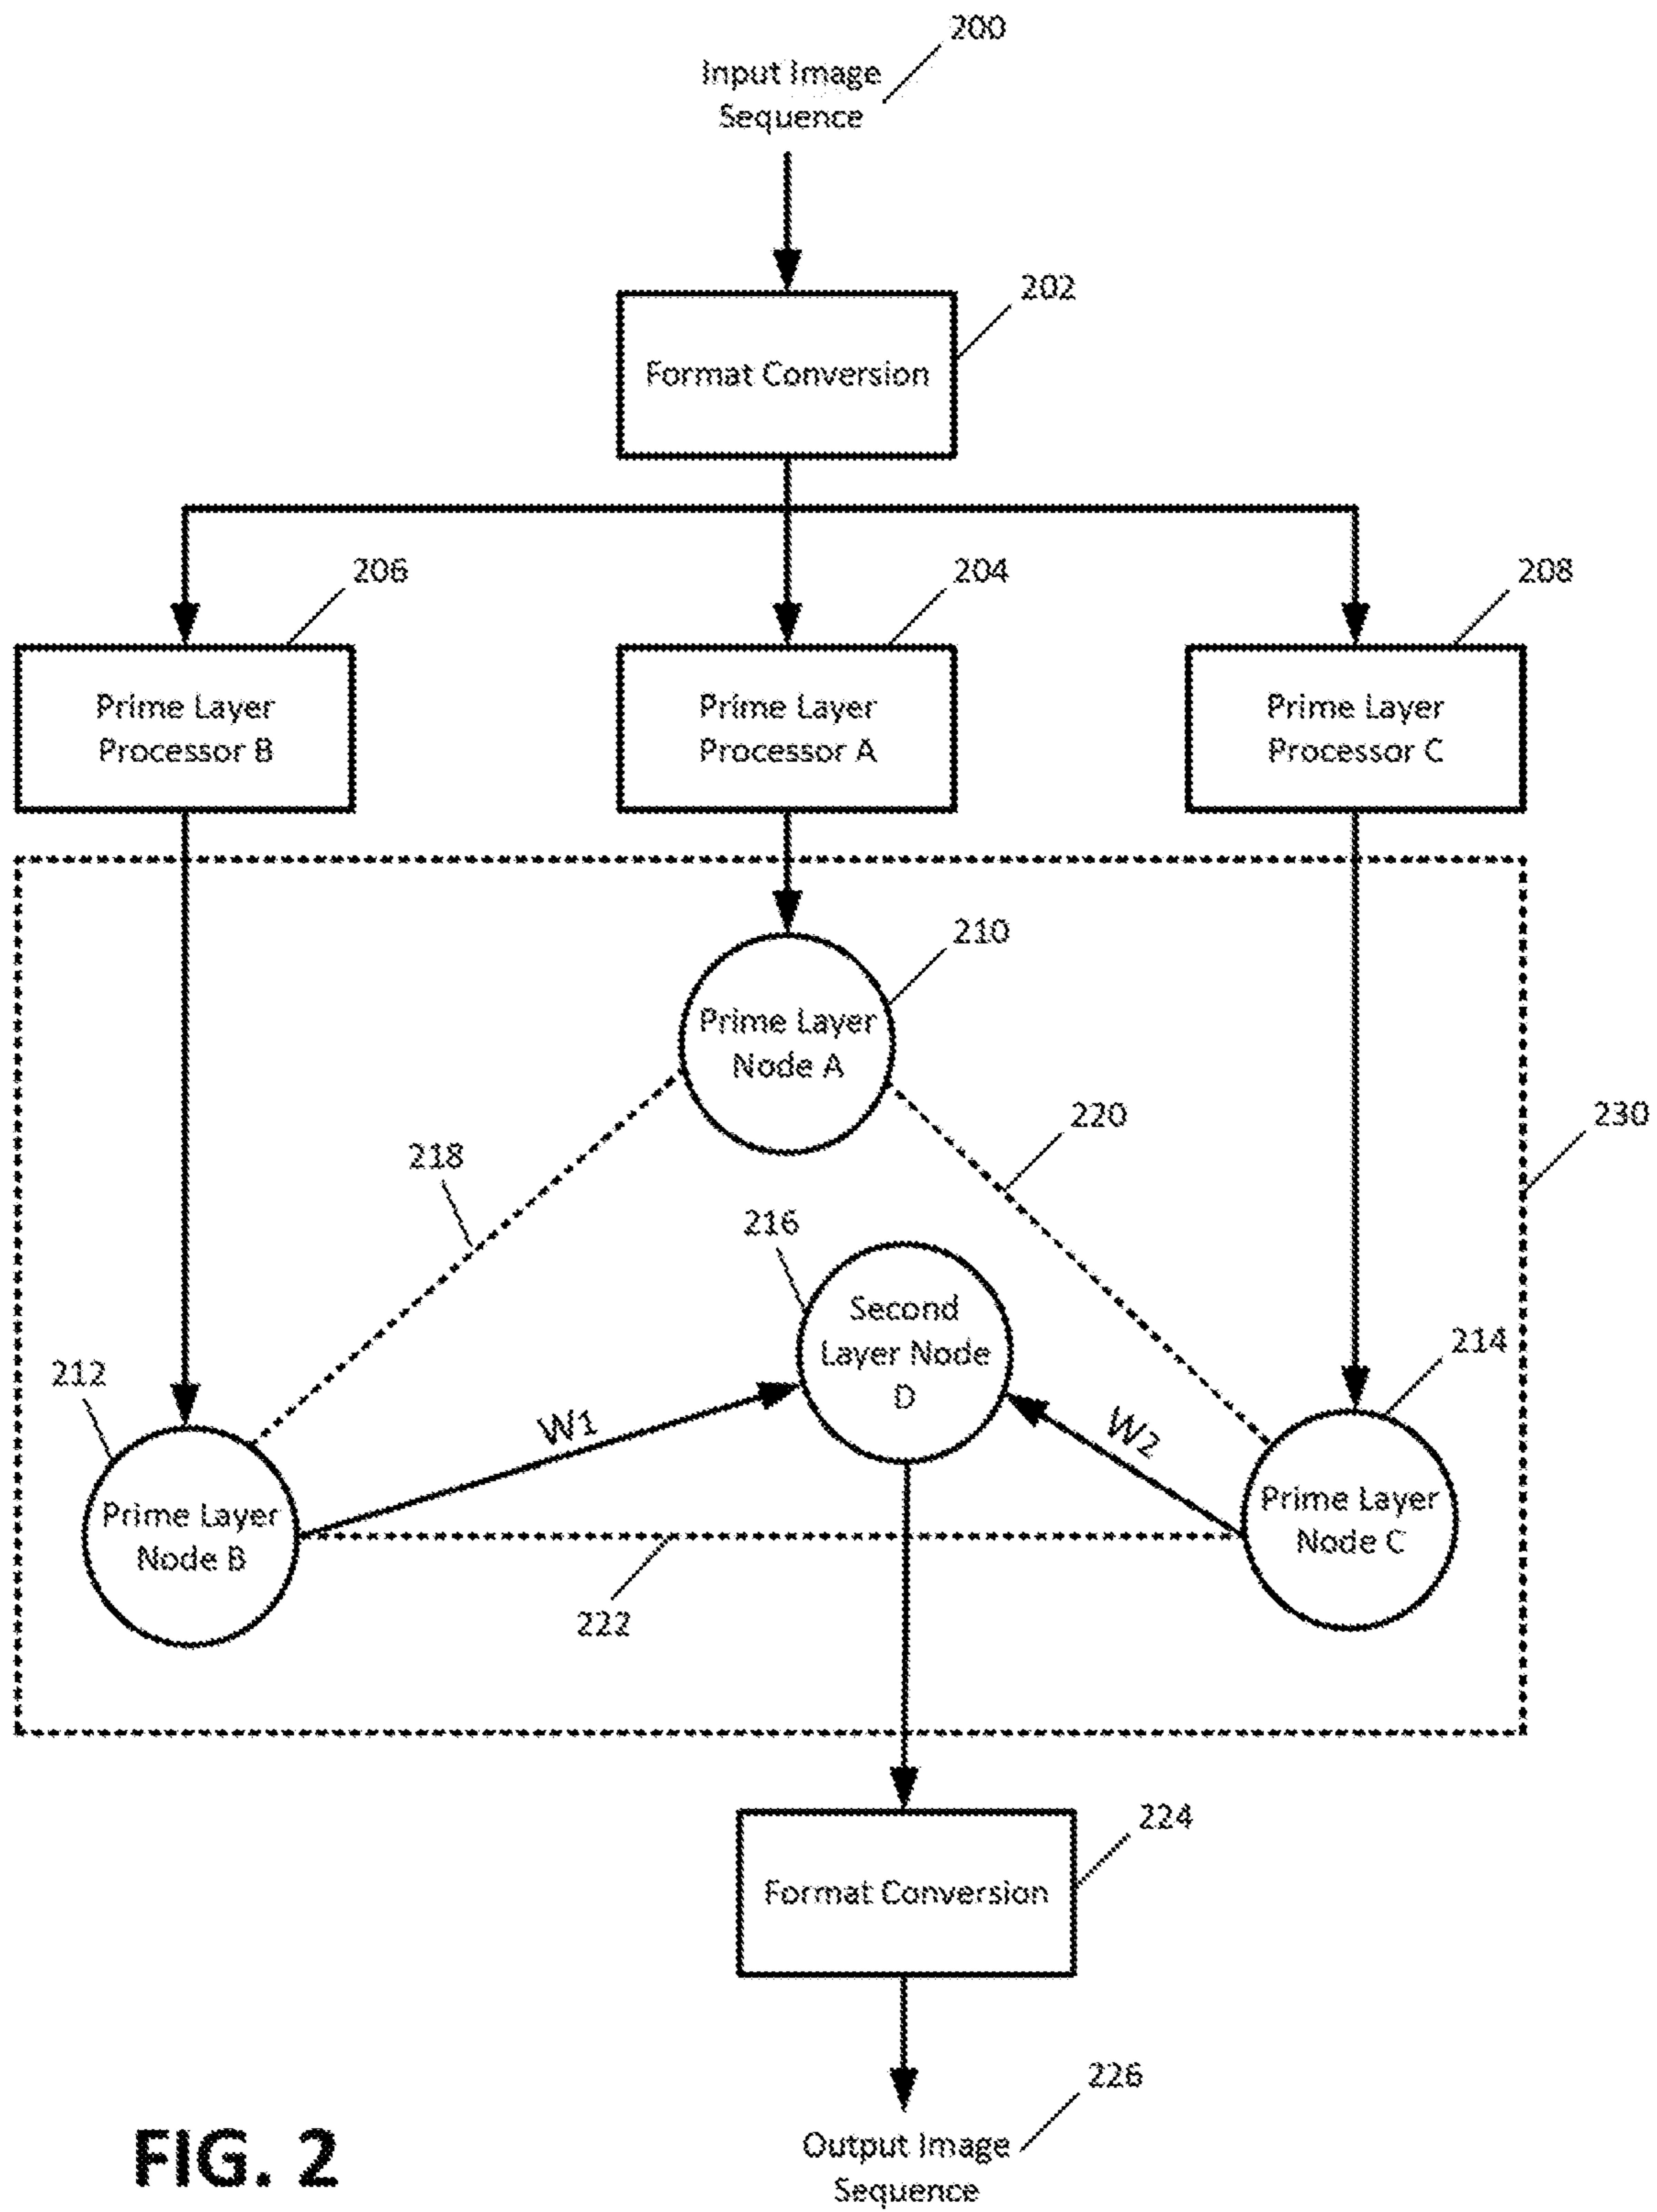 200
Input Image
Sequence
202
Format Conversion
206
204
208
Prime Layer
Processor B
Prime Layer
Processor A
Prime Layer
Processor C
210
Prime Layer
Node A
220
230
218
216
Second
Layer Node
D
214
212
W1
W2
Prime Layer
Node B
Prime Layer
Node C
222
224
Format Conversion
226
Output Image
Sequence
FIG. 2